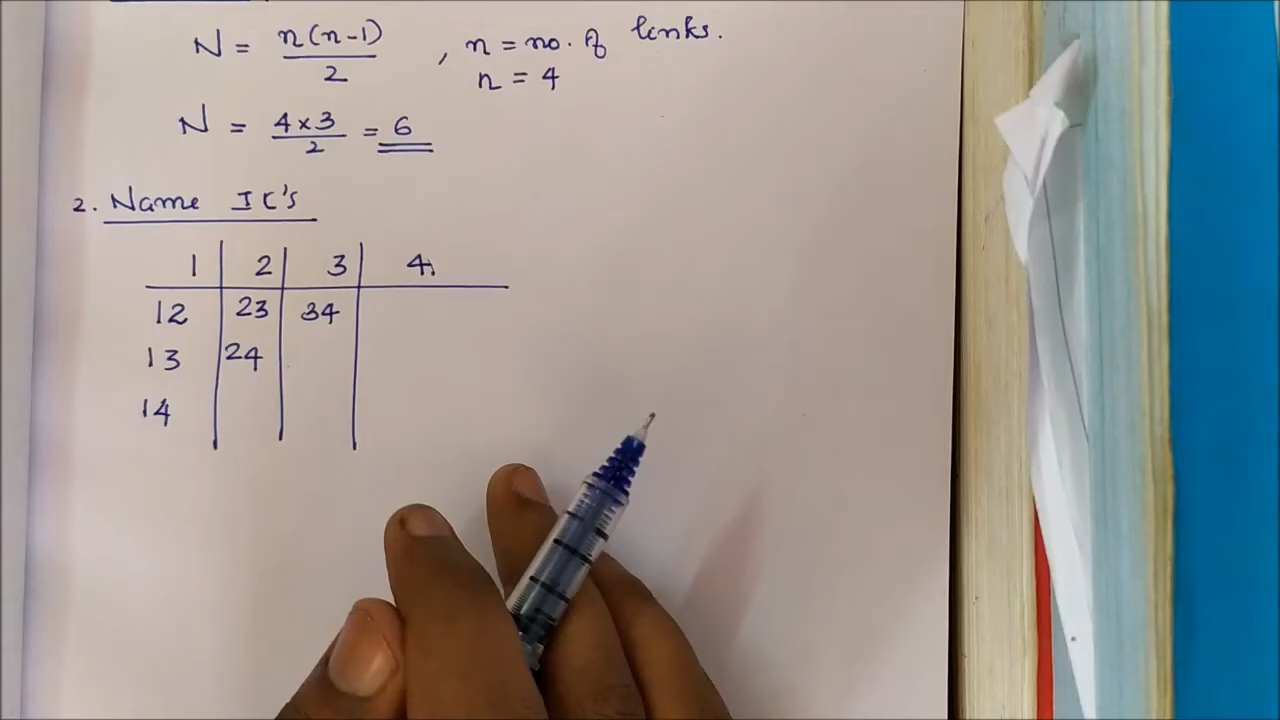 N = n(n-1)/2 , n = no. of links.
n = 4
N = 4×3/2 = 6
2. Name IC's
1 2 3 4
12 23 34
13 24
14